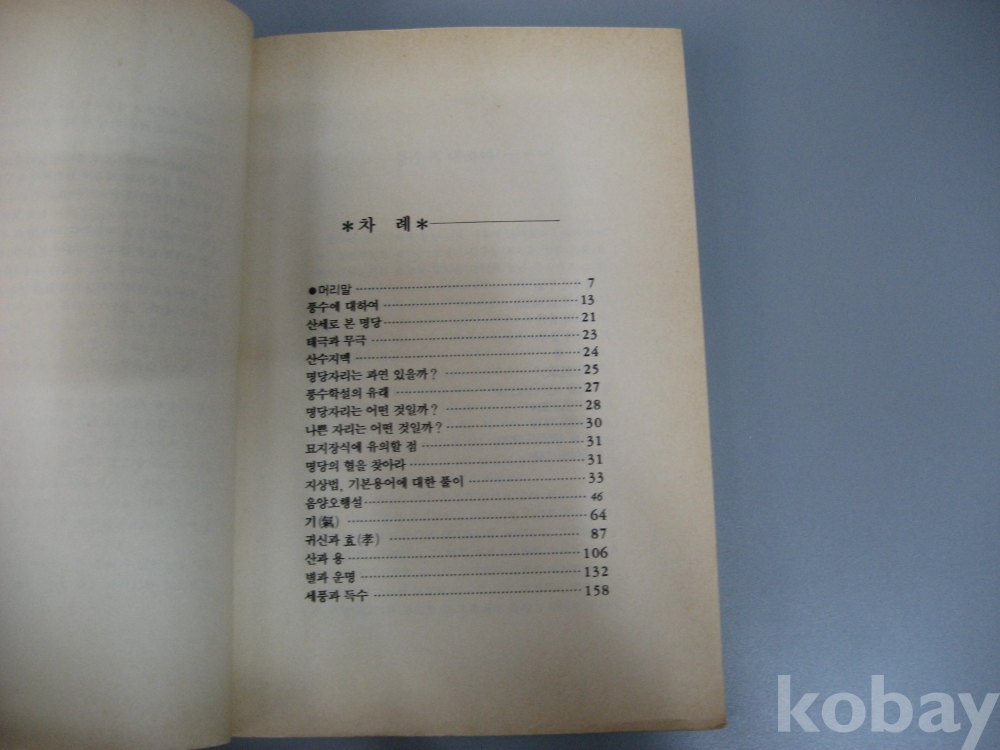 *차 례*
●머리말 7
풍수에 대하여 13
산세로 본 명당 21
태극과 무극 23
산수지맥 24
명당자리는 과연 있을까? 25
풍수학설의 유래 27
명당자리는 어떤 것일까? 28
나쁜 자리는 어떤 것일까? 30
묘지장식에 유의할 점 31
명당의 혈을 찾아라 31
지상법, 기본용어에 대한 풀이 33
음양오행설 46
기(氣) 64
귀신과 효(孝) 87
산과 용 106
별과 운명 132
세풍과 득수 158
kobay